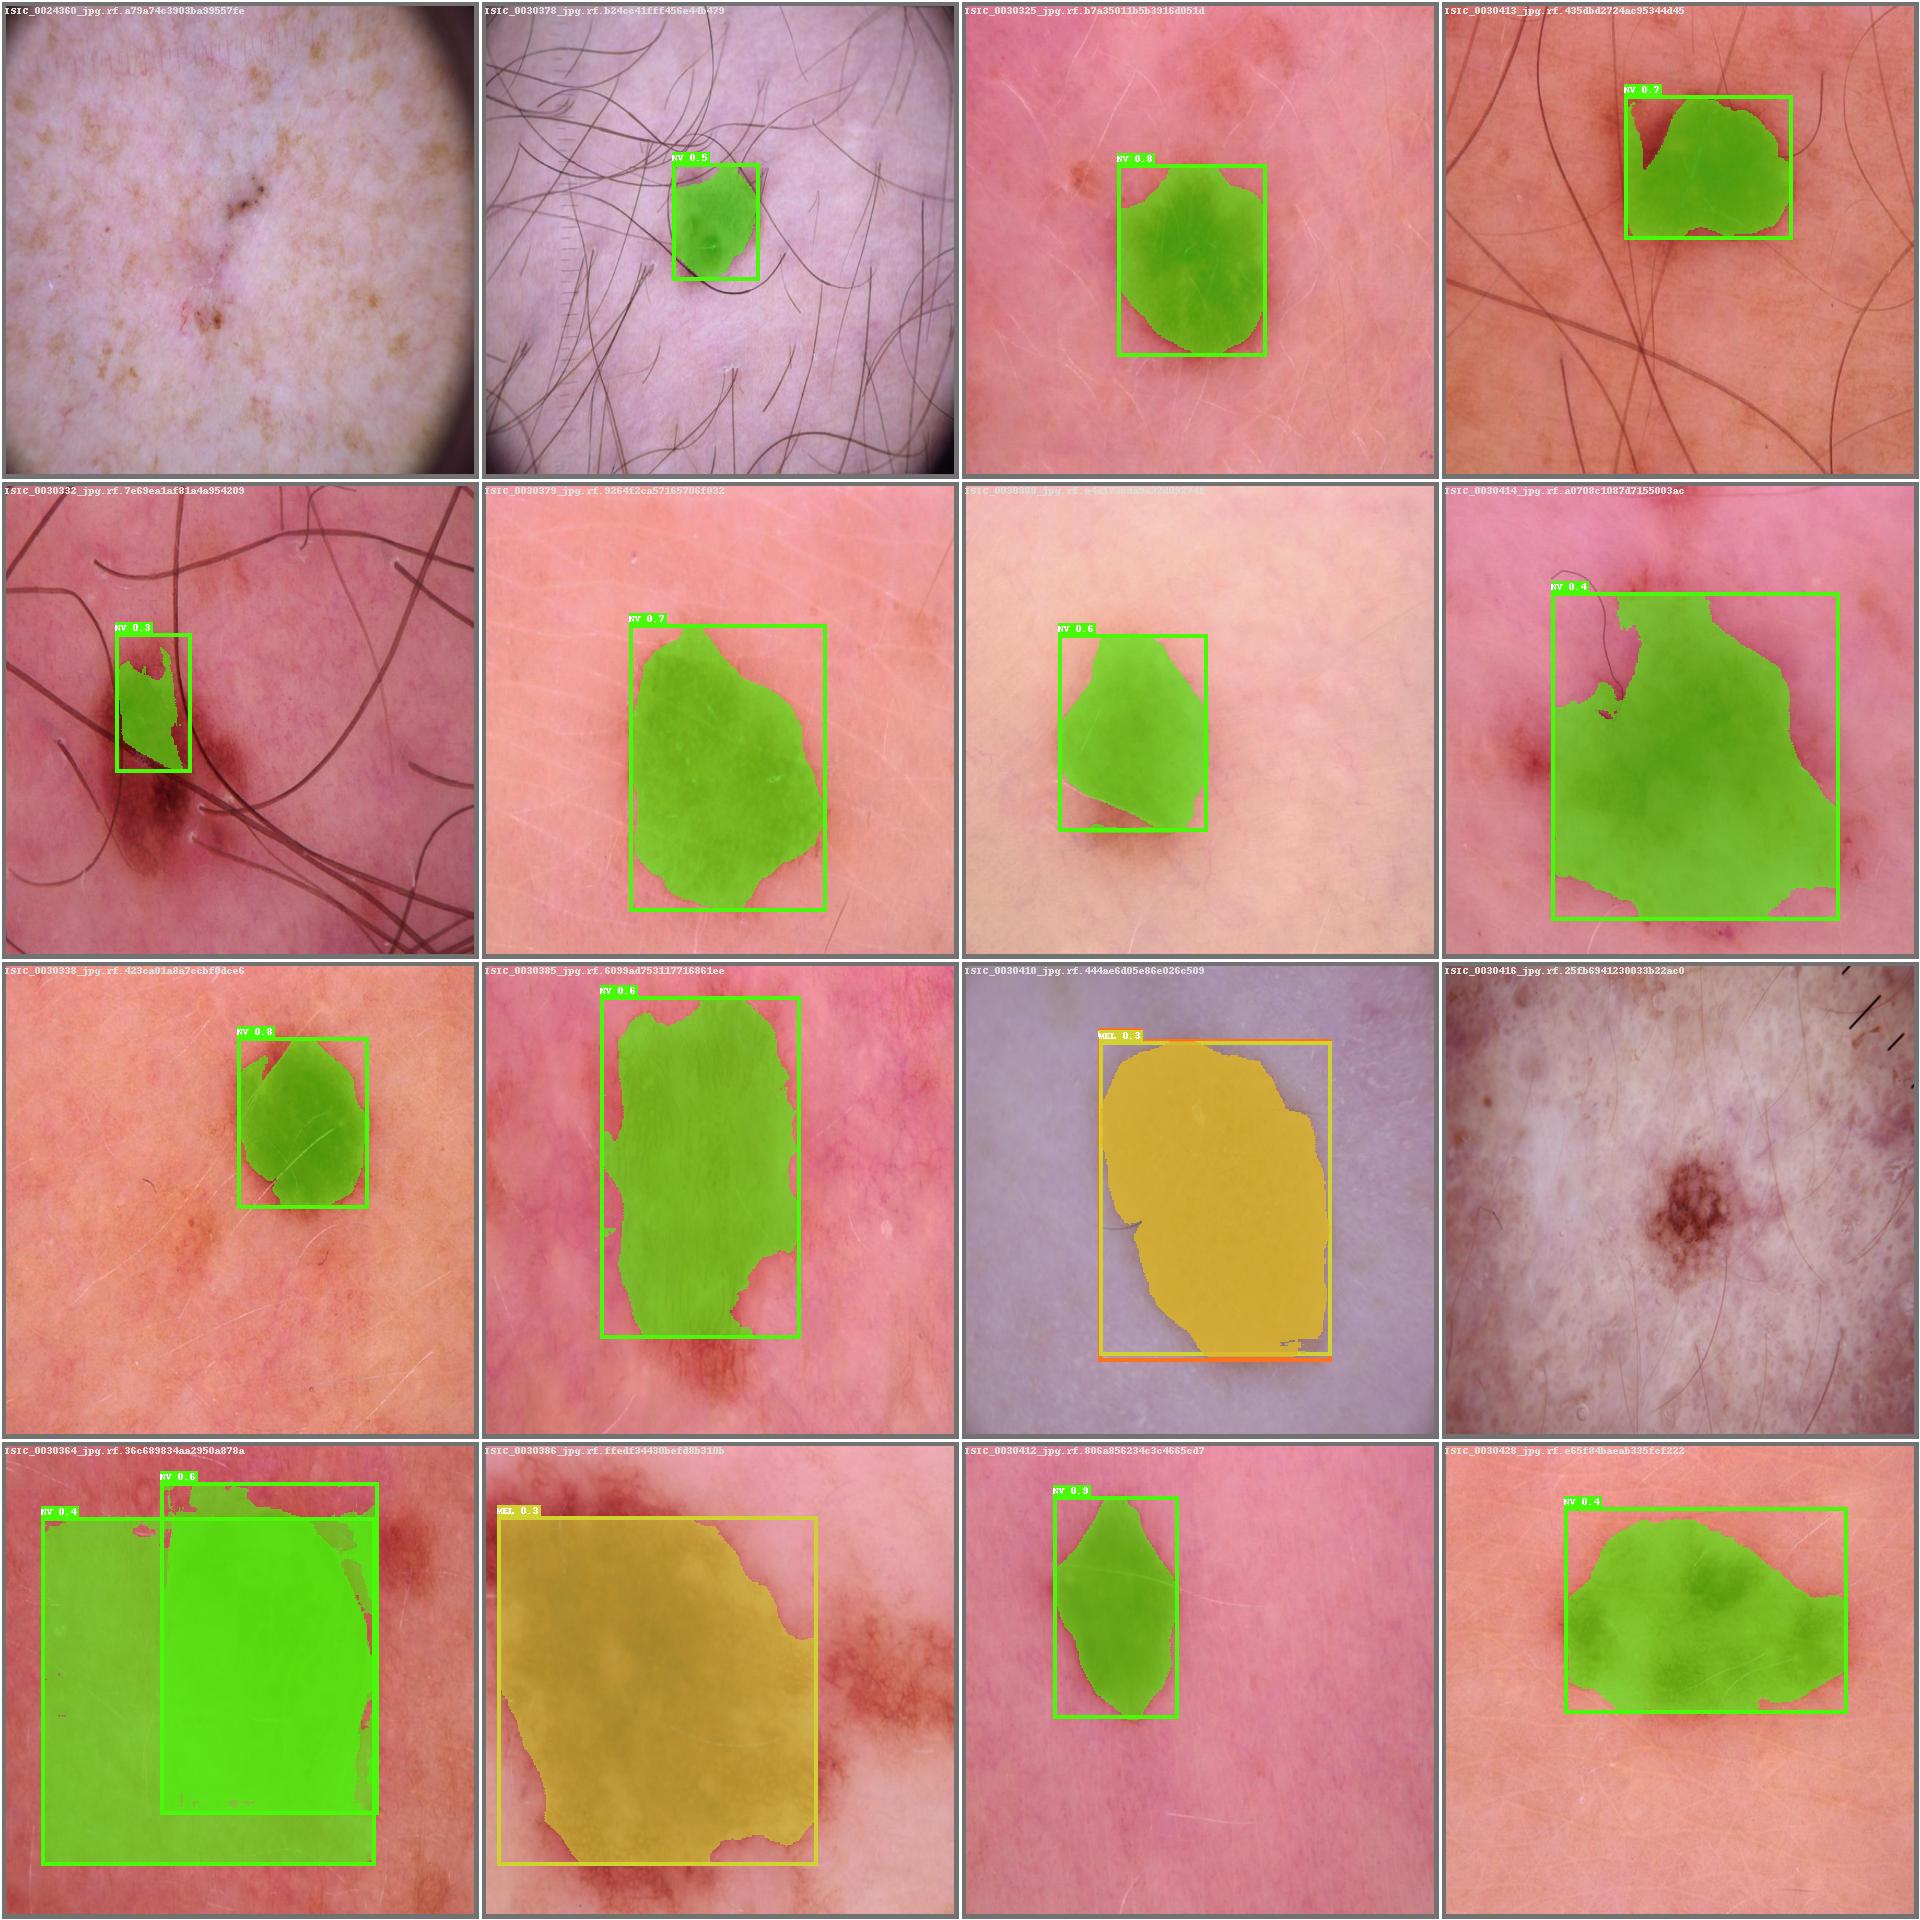 ISIC_0024360_jpg.rf.a79a74c3903ba99557fe
ISIC_0030378_jpg.rf.b24cc41fff456e44b479
ISIC_0030325_jpg.rf.b7a35011b5b3916d051d
ISIC_0030413_jpg.rf.435dbd2724ac95344d45
NV 0.5
NV 0.8
NV 0.7
ISIC_0030332_jpg.rf.7e69ea1af81a4a954209
ISIC_0030379_jpg.rf.9264f2ca57165706f032
ISIC_0030414_jpg.rf.a0708c1087d7155003ac
NV 0.3
NV 0.7
NV 0.6
NV 0.4
ISIC_0030338_jpg.rf.423ca01a8a7ccbf0dce6
ISIC_0030385_jpg.rf.6099ad753117716861ee
ISIC_0030410_jpg.rf.444ae6d05e86e026c509
ISIC_0030416_jpg.rf.25fb6941230033b22ac0
NV 0.8
NV 0.6
MEL 0.3
ISIC_0030364_jpg.rf.36c689834aa2950a878a
ISIC_0030386_jpg.rf.ffedf34430befd8b310b
ISIC_0030412_jpg.rf.806a856234c3c4665cd7
ISIC_0030428_jpg.rf.e65f84baeab335fcf222
NV 0.6
NV 0.4
MEL 0.3
NV 0.9
NV 0.4